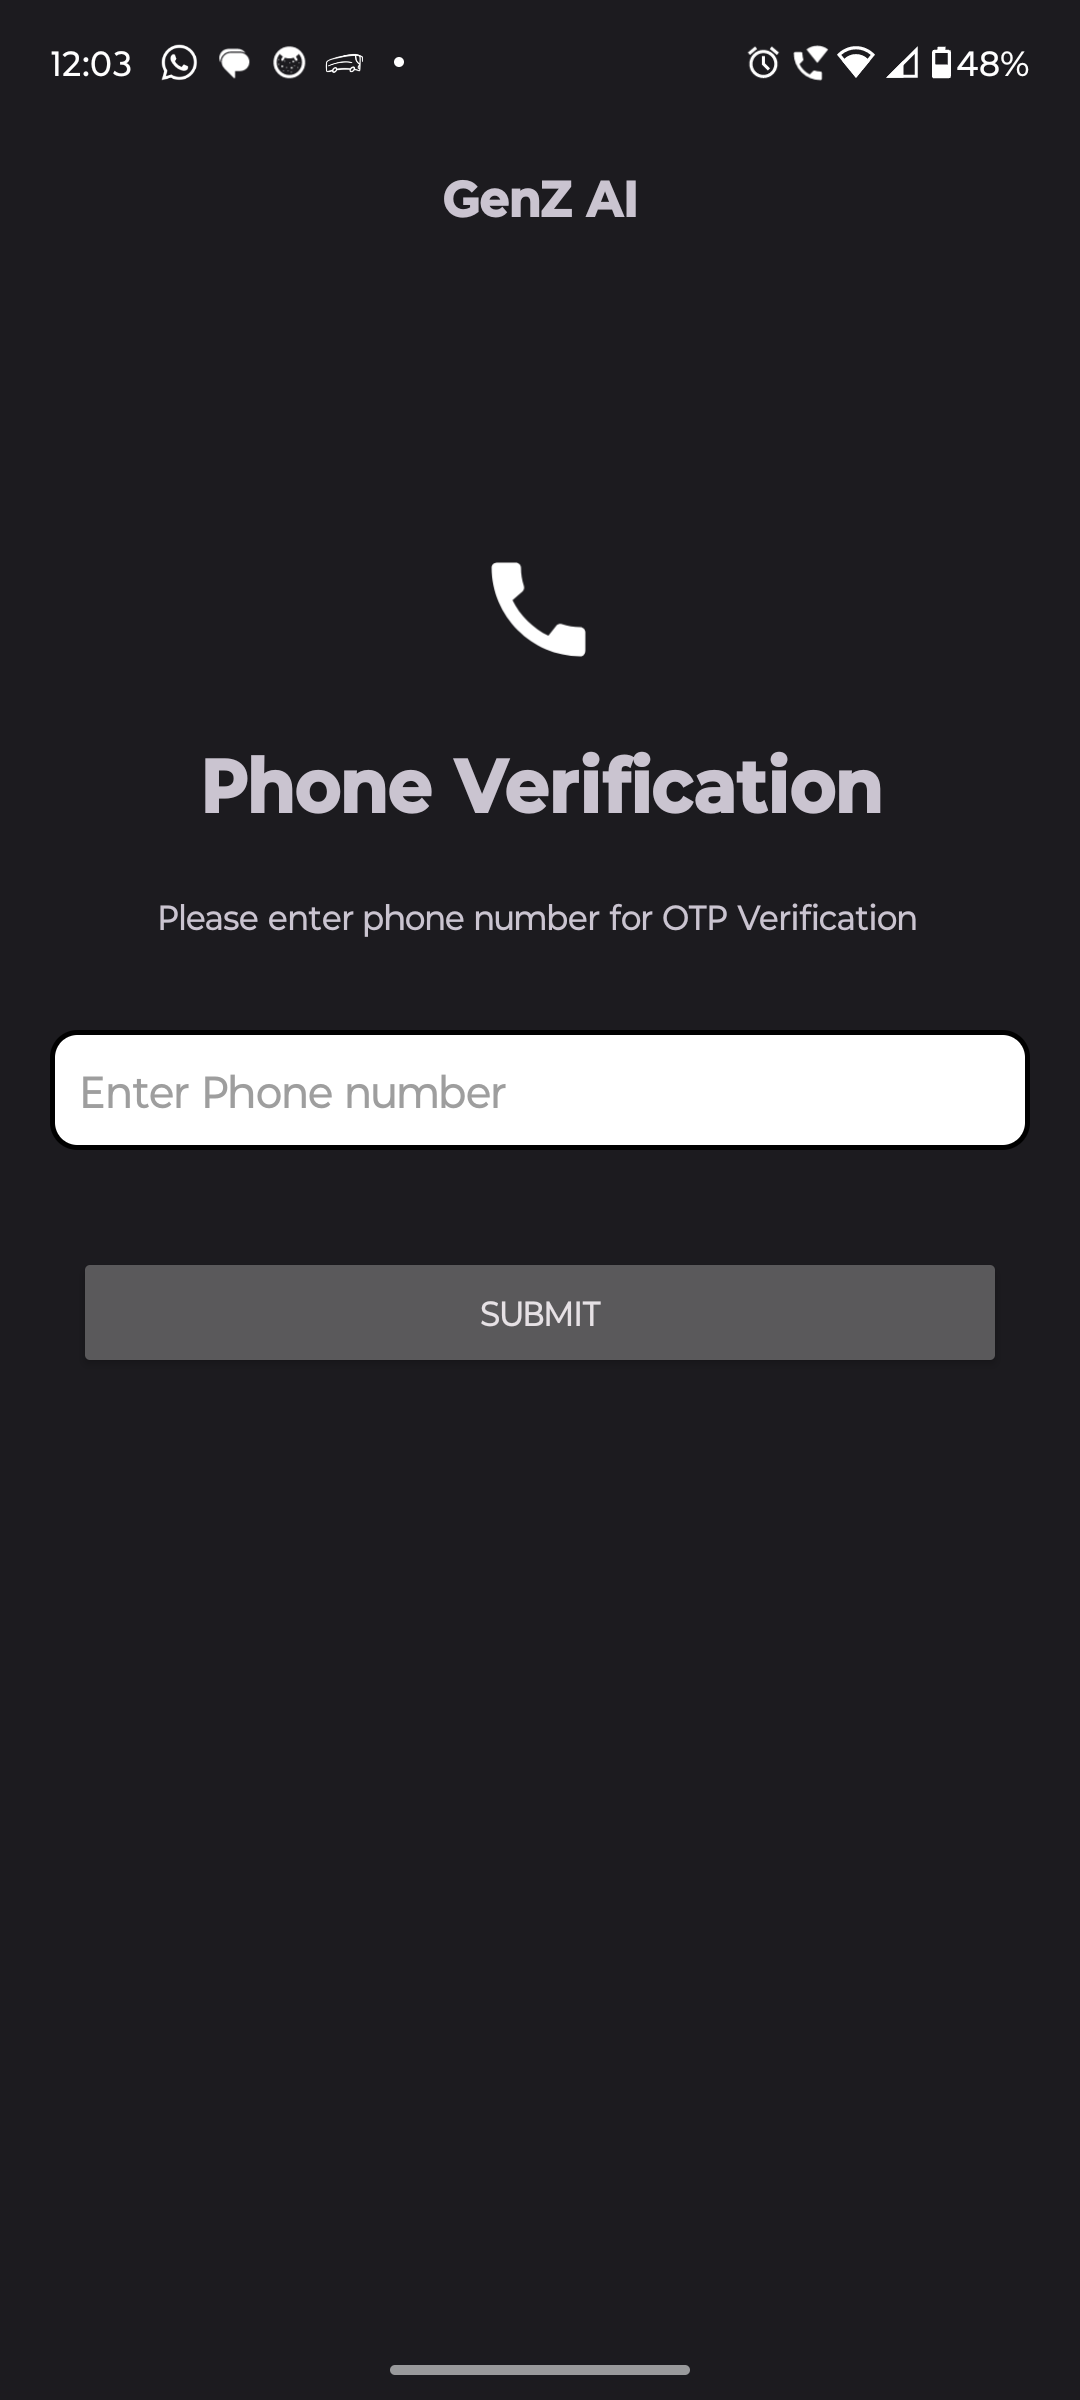 12:03 48%
GenZ AI
Phone Verification
Please enter phone number for OTP Verification
Enter Phone number
SUBMIT